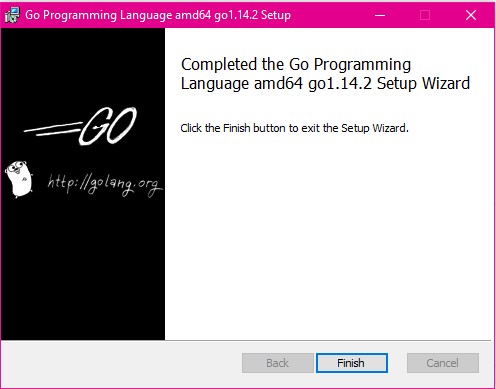 Go Programming Language amd64 go1.14.2 Setup
Completed the Go Programming
Language amd64 go1.14.2 Setup Wizard
Click the Finish button to exit the Setup Wizard.
GO
http://golang.org
Back
Finish
Cancel